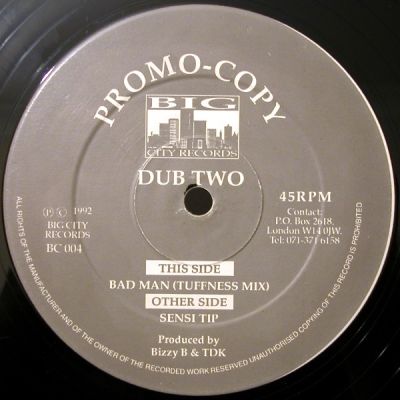 PROMO-COPY
BIG
CITY RECORDS
DUB TWO
℗ © 1992
BIG CITY
RECORDS
BC 004
45RPM
Contact:
P.O. Box 2618,
London W14 0JW.
Tel: 071-371 6158
THIS SIDE
BAD MAN (TUFFNESS MIX)
OTHER SIDE
SENSI TIP
Produced by
Bizzy B & TDK
ALL RIGHTS OF THE MANUFACTURER AND OF THE OWNER OF THE RECORDED WORK RESERVED UNAUTHORISED COPYING OF THIS RECORD IS PROHIBITED